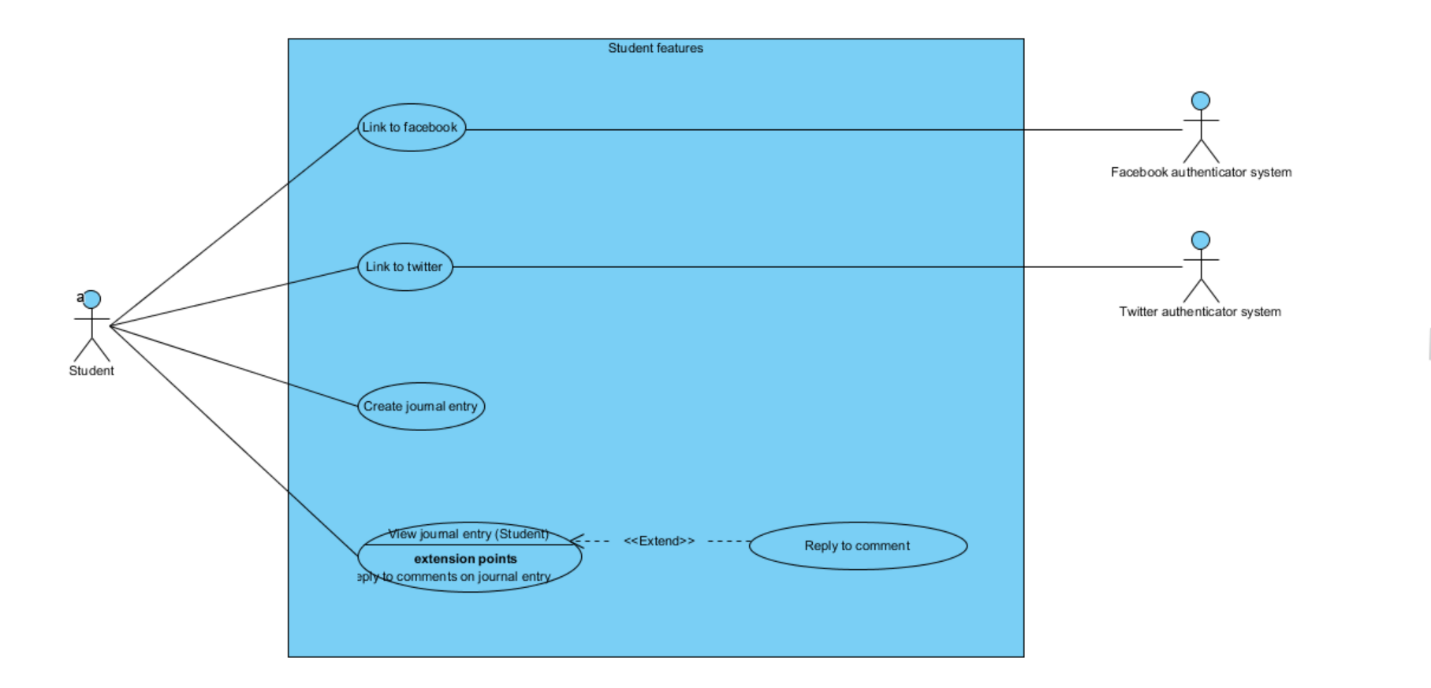 Student features
Link to facebook
Facebook authenticator system
Link to twitter
Twitter authenticator system
a
Student
Create journal entry
View journal entry (Student)
<<Extend>>
Reply to comment
extension points
eply to comments on journal entry